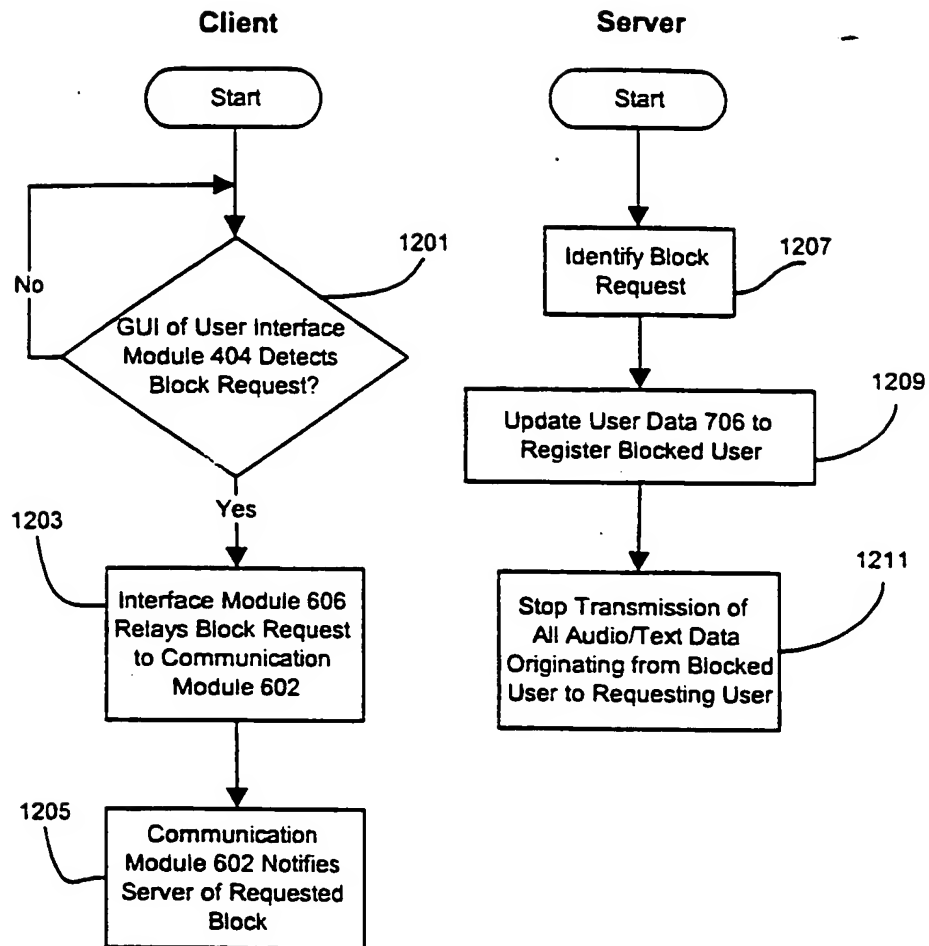 Client
Start
No
1201
GUI of User Interface
Module 404 Detects
Block Request?
Yes
1203
Interface Module 606
Relays Block Request
to Communication
Module 602
1205
Communication
Module 602 Notifies
Server of Requested
Block
Server
Start
Identify Block
Request
1207
Update User Data 706 to
Register Blocked User
1209
Stop Transmission of
All Audio/Text Data
Originating from Blocked
User to Requesting User
1211